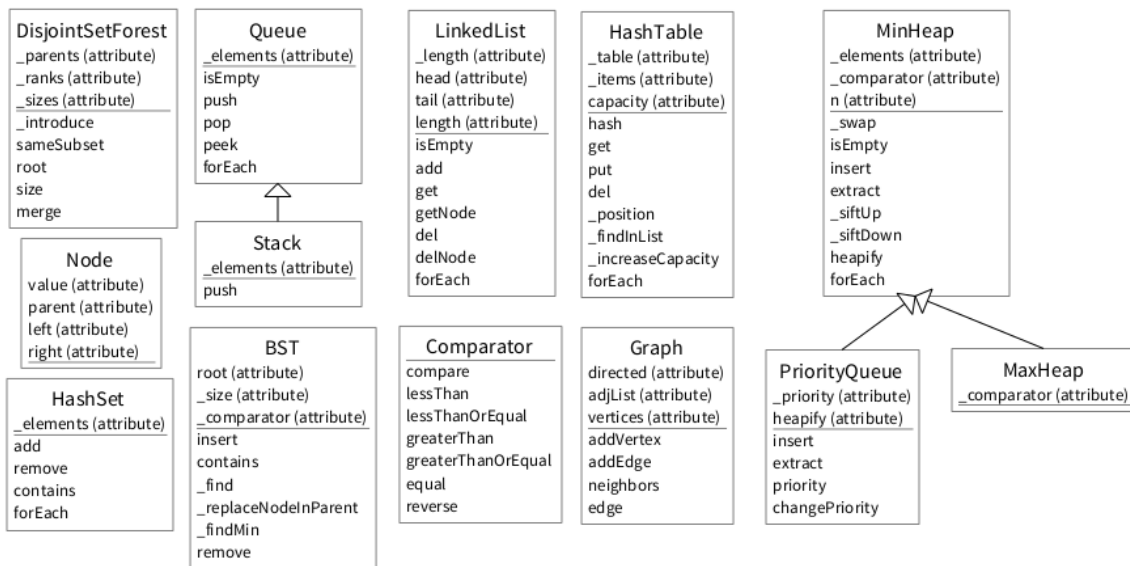 DisjointSetForest
_parents (attribute)
_ranks (attribute)
_sizes (attribute)
_introduce
sameSubset
root
size
merge
Queue
_elements (attribute)
isEmpty
push
pop
peek
forEach
LinkedList
_length (attribute)
head (attribute)
tail (attribute)
length (attribute)
isEmpty
add
get
getNode
del
delNode
forEach
HashTable
_table (attribute)
_items (attribute)
capacity (attribute)
hash
get
put
del
_position
_findInList
_increaseCapacity
forEach
MinHeap
_elements (attribute)
_comparator (attribute)
n (attribute)
_swap
isEmpty
insert
extract
_siftUp
_siftDown
heapify
forEach
Stack
_elements (attribute)
push
Node
value (attribute)
parent (attribute)
left (attribute)
right (attribute)
HashSet
_elements (attribute)
add
remove
contains
forEach
BST
root (attribute)
_size (attribute)
_comparator (attribute)
insert
contains
_find
_replaceNodeInParent
_findMin
remove
Comparator
compare
lessThan
lessThanOrEqual
greaterThan
greaterThanOrEqual
equal
reverse
Graph
directed (attribute)
adjList (attribute)
vertices (attribute)
addVertex
addEdge
neighbors
edge
PriorityQueue
_priority (attribute)
heapify (attribute)
insert
extract
priority
changePriority
MaxHeap
_comparator (attribute)